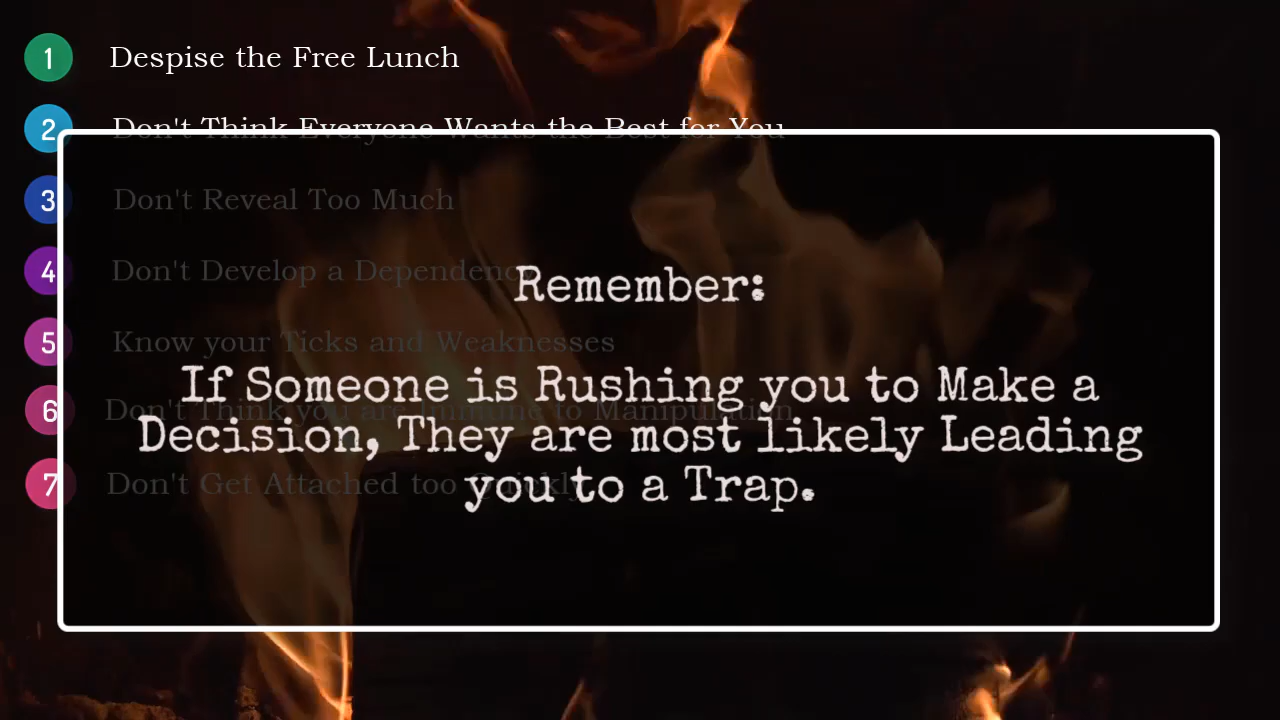 1 Despise the Free Lunch
2 Don't Think Everyone Wants the Best for You
3 Don't Reveal Too Much
4 Don't Develop a Dependency
5 Know your Ticks and Weaknesses
6 Don't Think you are Immune to Manipulation
7 Don't Get Attached too Quickly
Remember:
If Someone is Rushing you to Make a
Decision, They are most likely Leading
you to a Trap.